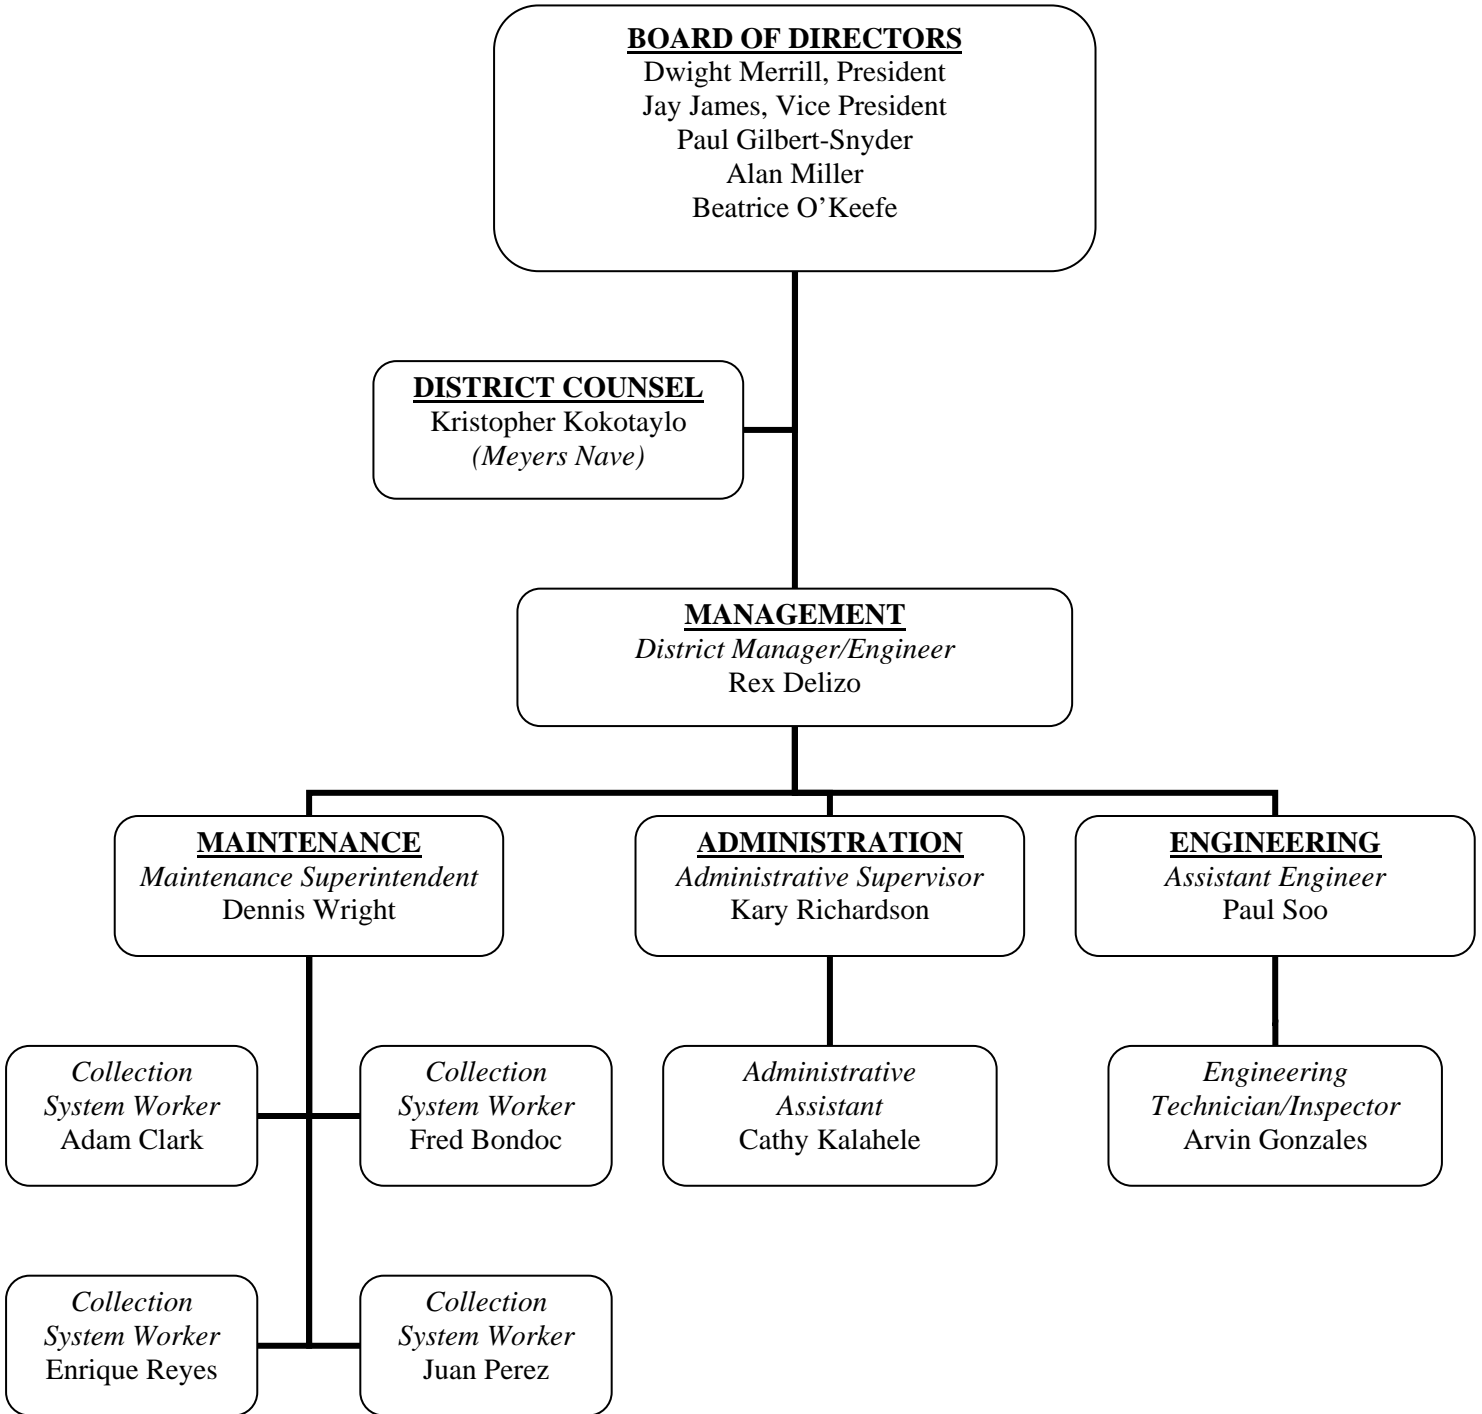 BOARD OF DIRECTORS
Dwight Merrill, President
Jay James, Vice President
Paul Gilbert-Snyder
Alan Miller
Beatrice O’Keefe
DISTRICT COUNSEL
Kristopher Kokotaylo
(Meyers Nave)
MANAGEMENT
District Manager/Engineer
Rex Delizo
MAINTENANCE
Maintenance Superintendent
Dennis Wright
ADMINISTRATION
Administrative Supervisor
Kary Richardson
ENGINEERING
Assistant Engineer
Paul Soo
Collection
System Worker
Adam Clark
Collection
System Worker
Fred Bondoc
Administrative
Assistant
Cathy Kalahele
Engineering
Technician/Inspector
Arvin Gonzales
Collection
System Worker
Enrique Reyes
Collection
System Worker
Juan Perez